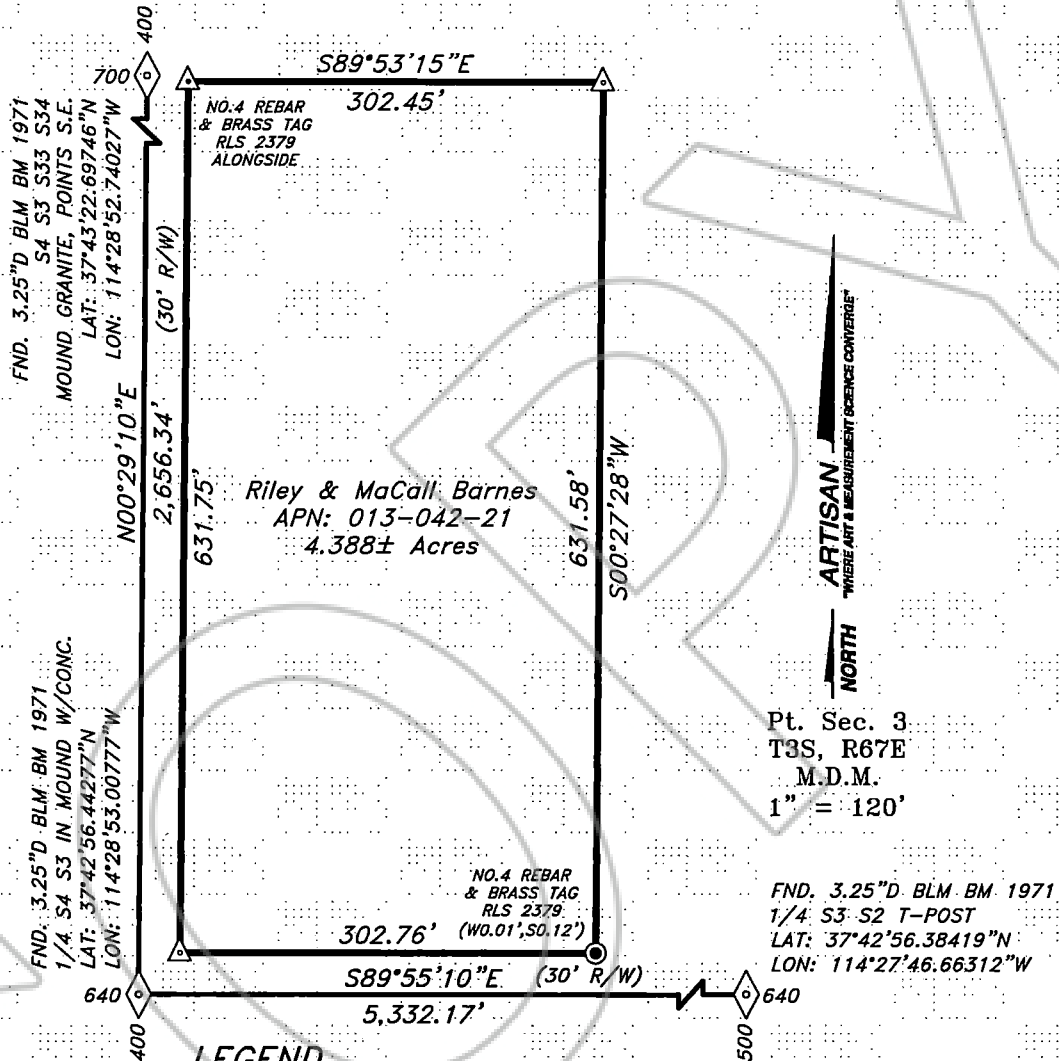 400
700
S89°53'15"E
302.45'
NO.4 REBAR
& BRASS TAG
RLS 2379
ALONGSIDE
FND. 3.25"D BLM BM 1971
S4 S3 S33 S34
MOUND GRANITE, POINTS S.E.
LAT: 37°43'22.69746"N
LON: 114°28'52.74027"W
(30' R/W)
N00°29'10"E
2,656.34'
631.75'
Riley & MaCall Barnes
APN: 013-042-21
4.388± Acres
631.58'
S00°27'28"W
ARTISAN
"WHERE ART & MEASUREMENT SCIENCE CONVERGE"
NORTH
Pt. Sec. 3
T3S, R67E
M.D.M.
1" = 120'
FND. 3.25"D BLM BM 1971
1/4 S4 S3 IN MOUND W/CONC.
LAT: 37°42'56.44277"N
LON: 114°28'53.00777"W
NO.4 REBAR
& BRASS TAG
RLS 2379
(W0.01',S0.12')
302.76'
S89°55'10"E
(30' R/W)
5,332.17'
FND. 3.25"D BLM BM 1971
1/4 S3 S2 T-POST
LAT: 37°42'56.38419"N
LON: 114°27'46.66312"W
640
640
400
500
LEGEND
COPY